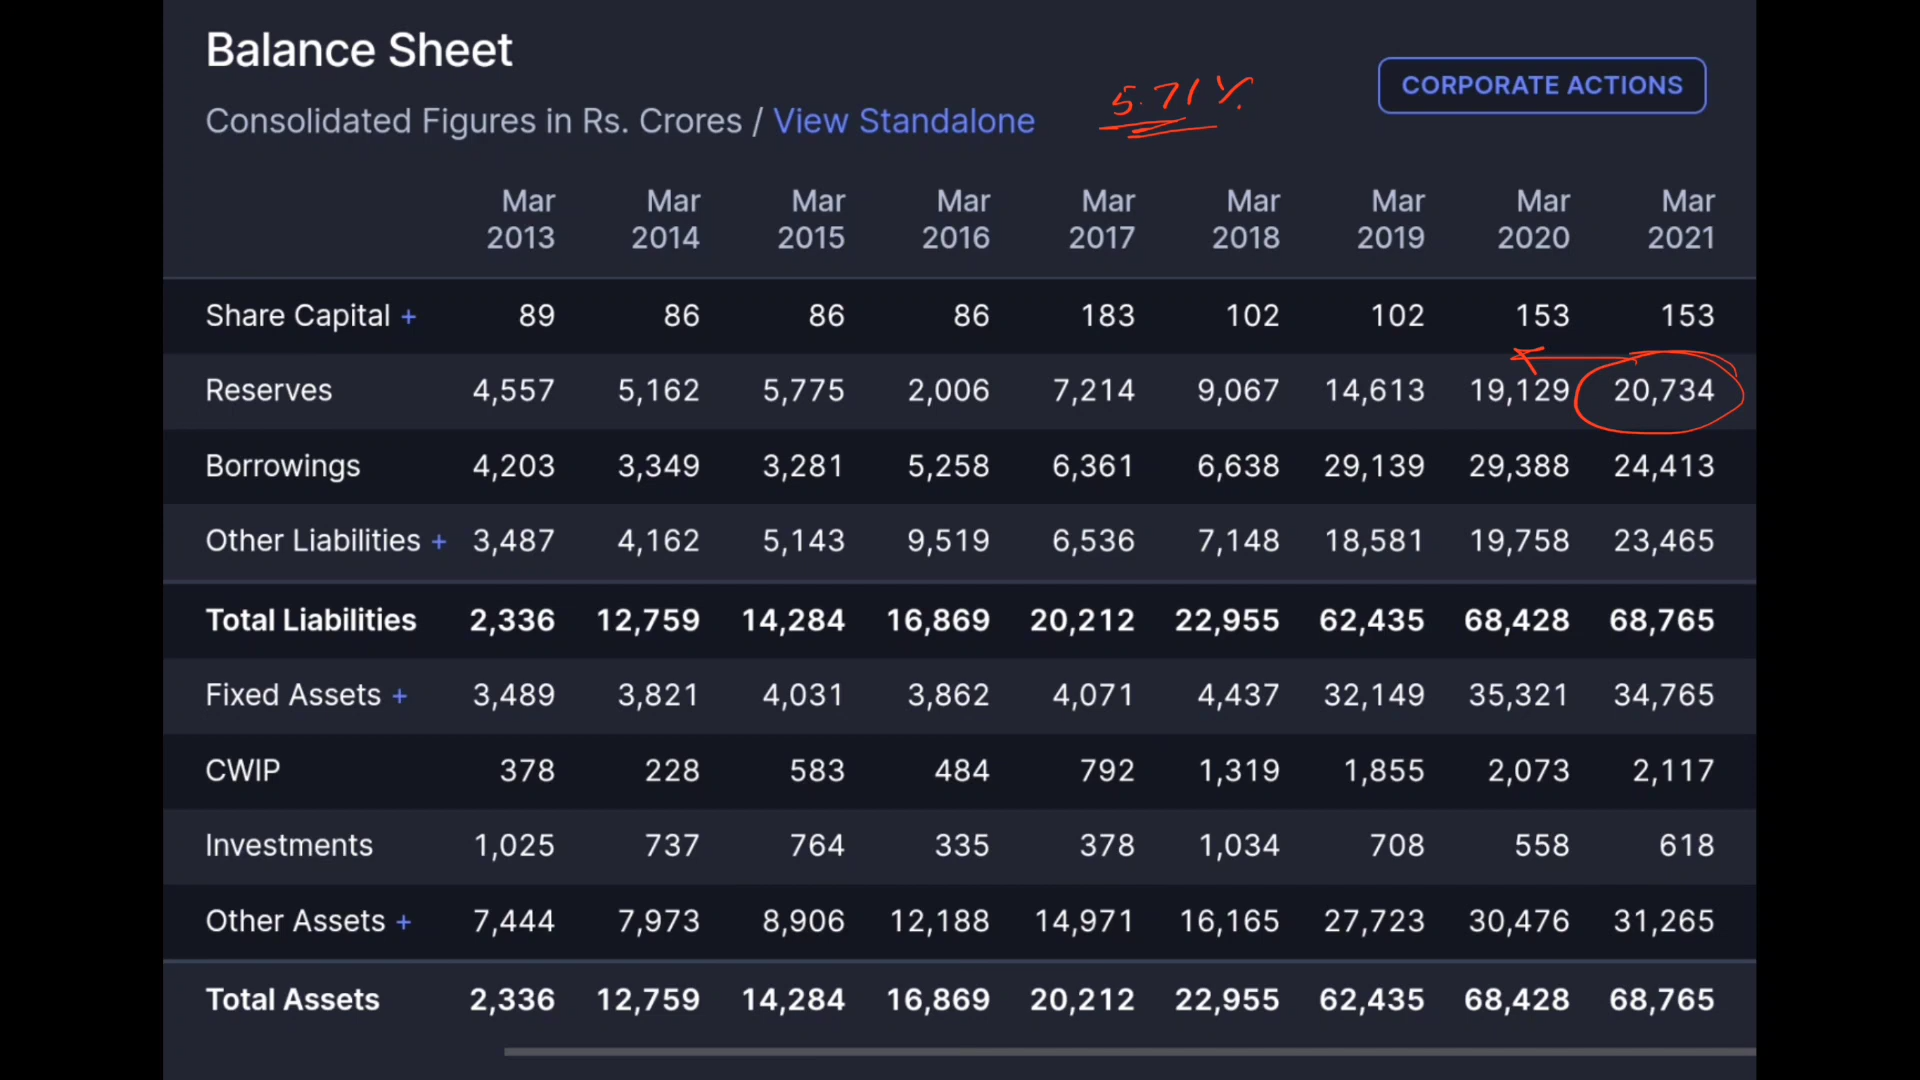 Balance Sheet
5.71%
CORPORATE ACTIONS
Consolidated Figures in Rs. Crores / View Standalone
Mar 2013 Mar 2014 Mar 2015 Mar 2016 Mar 2017 Mar 2018 Mar 2019 Mar 2020 Mar 2021
Share Capital + 89 86 86 86 183 102 102 153 153
Reserves 4,557 5,162 5,775 2,006 7,214 9,067 14,613 19,129 20,734
Borrowings 4,203 3,349 3,281 5,258 6,361 6,638 29,139 29,388 24,413
Other Liabilities + 3,487 4,162 5,143 9,519 6,536 7,148 18,581 19,758 23,465
Total Liabilities 2,336 12,759 14,284 16,869 20,212 22,955 62,435 68,428 68,765
Fixed Assets + 3,489 3,821 4,031 3,862 4,071 4,437 32,149 35,321 34,765
CWIP 378 228 583 484 792 1,319 1,855 2,073 2,117
Investments 1,025 737 764 335 378 1,034 708 558 618
Other Assets + 7,444 7,973 8,906 12,188 14,971 16,165 27,723 30,476 31,265
Total Assets 2,336 12,759 14,284 16,869 20,212 22,955 62,435 68,428 68,765